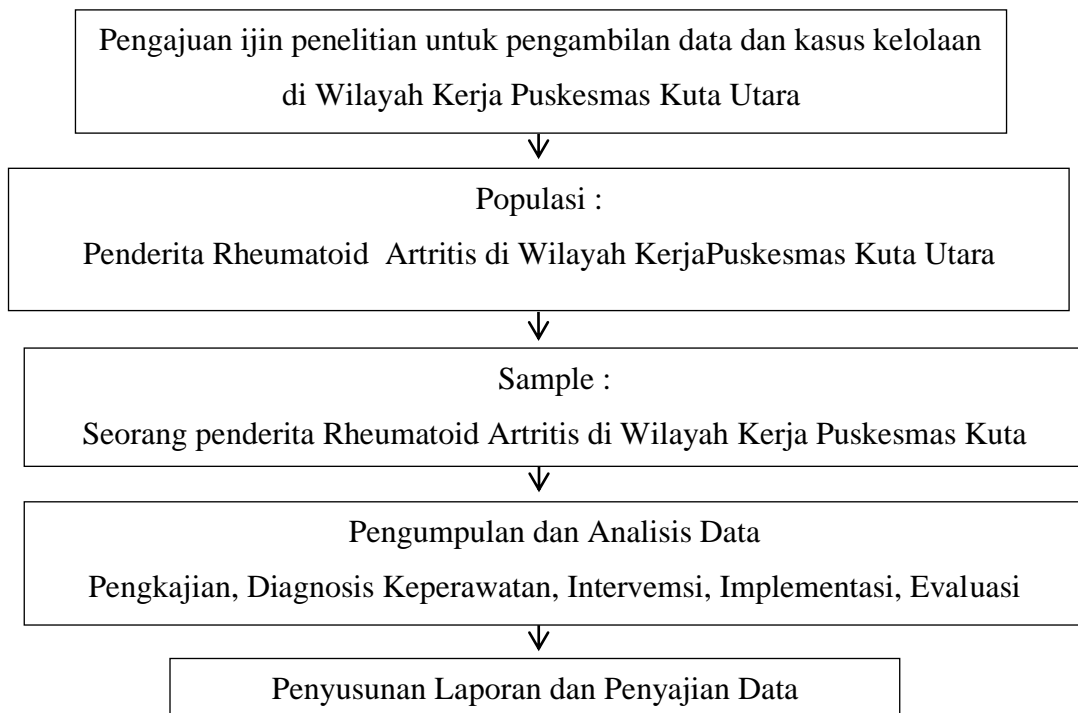 Pengajuan ijin penelitian untuk pengambilan data dan kasus kelolaan
di Wilayah Kerja Puskesmas Kuta Utara
Populasi :
Penderita Rheumatoid  Artritis di Wilayah KerjaPuskesmas Kuta Utara
Sample :
Seorang penderita Rheumatoid Artritis di Wilayah Kerja Puskesmas Kuta
Pengumpulan dan Analisis Data
Pengkajian, Diagnosis Keperawatan, Intervemsi, Implementasi, Evaluasi
Penyusunan Laporan dan Penyajian Data